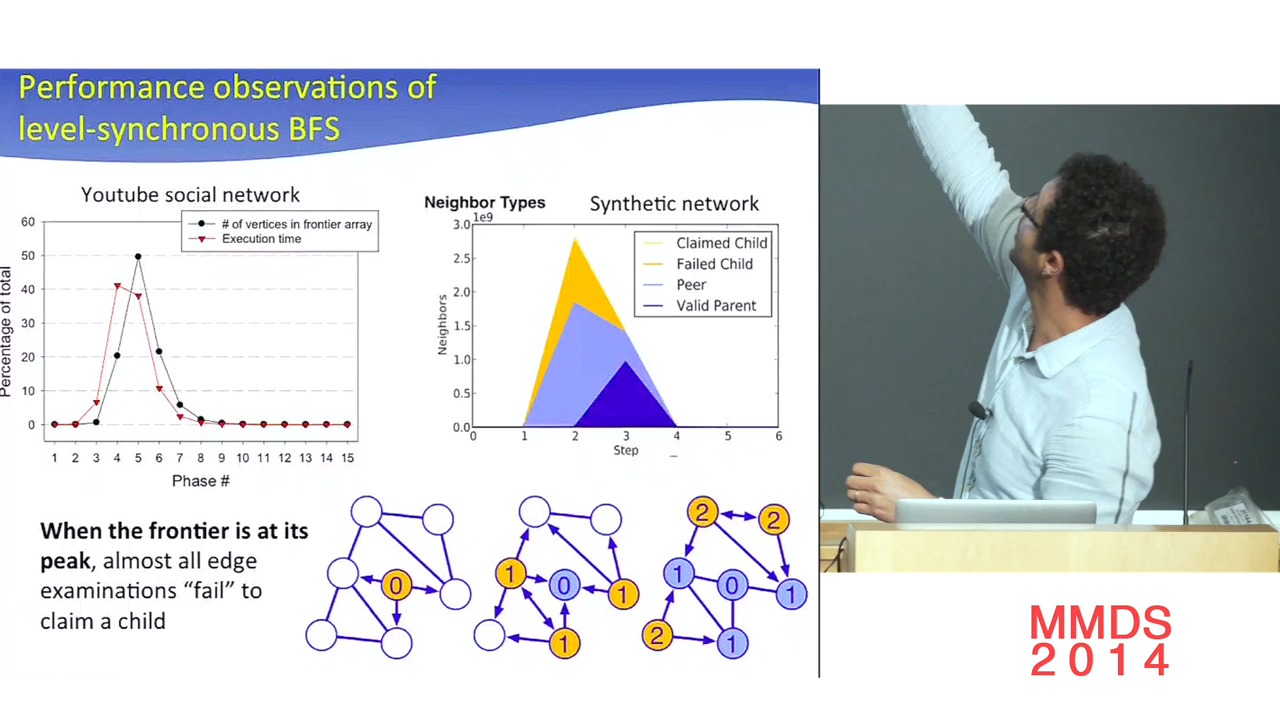 Performance observations of
level-synchronous BFS
Youtube social network
# of vertices in frontier array
Execution time
Percentage of total
60
50
40
30
20
10
0
1 2 3 4 5 6 7 8 9 10 11 12 13 14 15
Phase #
Neighbor Types
Synthetic network
1e9
Claimed Child
Failed Child
Peer
Valid Parent
Neighbors
3.0
2.5
2.0
1.5
1.0
0.5
0.0
0 1 2 3 4 5 6
Step
When the frontier is at its
peak, almost all edge
examinations “fail” to
claim a child
0
1 0 1
1
2 2
1 0 1
2 1
MMDS
2014